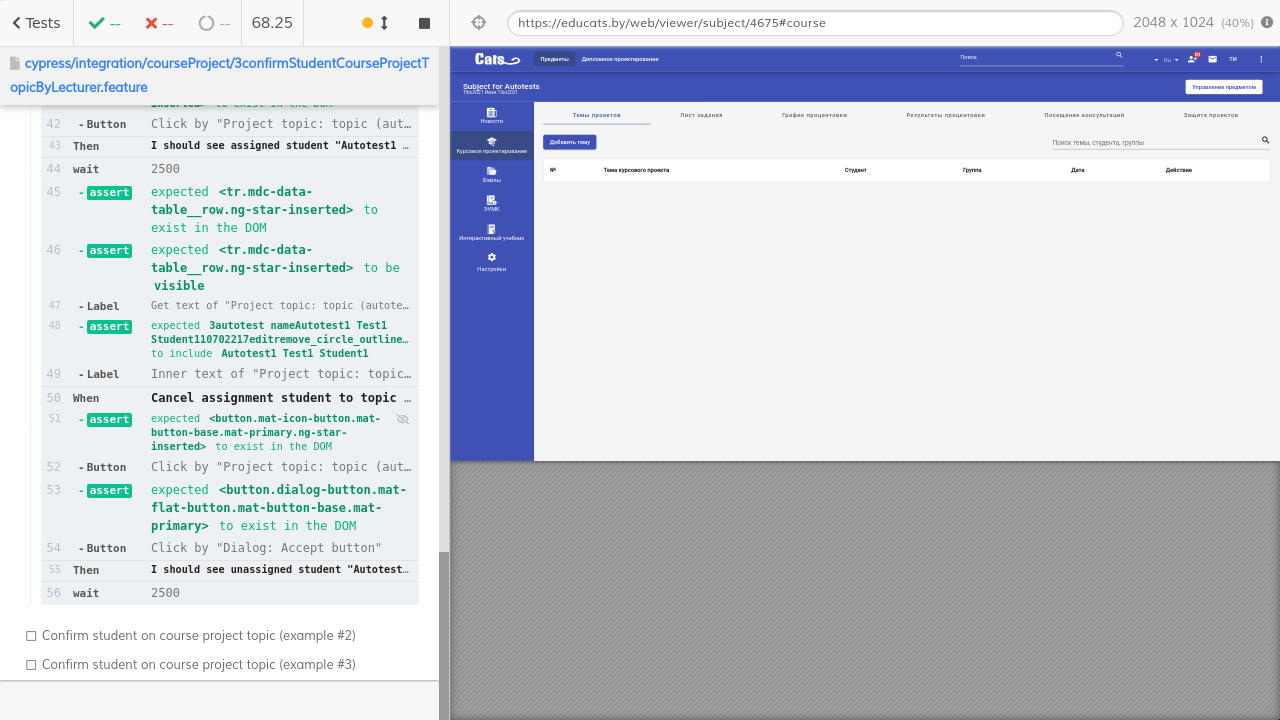 Tests
--
--
--
68.25
https://educats.by/web/viewer/subject/4675#course
2048 x 1024 (40%)
cypress/integration/courseProject/3confirmStudentCourseProjectT
opicByLecturer.feature
inserted> to exist in the DOM
42 - Button Click by "Project topic: topic (aut…
43 Then I should see assigned student "Autotest1 …
44 wait 2500
45 - assert expected <tr.mdc-data-
table__row.ng-star-inserted> to
exist in the DOM
46 - assert expected <tr.mdc-data-
table__row.ng-star-inserted> to be
visible
47 - Label Get text of "Project topic: topic (autote…
48 - assert expected 3autotest nameAutotest1 Test1
Student110702217editremove_circle_outline…
to include Autotest1 Test1 Student1
49 - Label Inner text of "Project topic: topic…
50 When Cancel assignment student to topic …
51 - assert expected <button.mat-icon-button.mat-
button-base.mat-primary.ng-star-
inserted> to exist in the DOM
52 - Button Click by "Project topic: topic (aut…
53 - assert expected <button.dialog-button.mat-
flat-button.mat-button-base.mat-
primary> to exist in the DOM
54 - Button Click by "Dialog: Accept button"
55 Then I should see unassigned student "Autotest…
56 wait 2500
Confirm student on course project topic (example #2)
Confirm student on course project topic (example #3)
Cats
Предметы Дипломное проектирование
Поиск
Ru
ТИ
Subject for Autotests
Управление предметом
Новости
Курсовое проектирование
Файлы
ЭУМК
Интерактивный учебник
Настройки
Темы проектов Лист задания График процентовки Результаты процентовки Посещение консультаций Защита проектов
Добавить тему
Поиск темы, студента, группы
№ Тема курсового проекта Студент Группа Дата Действие